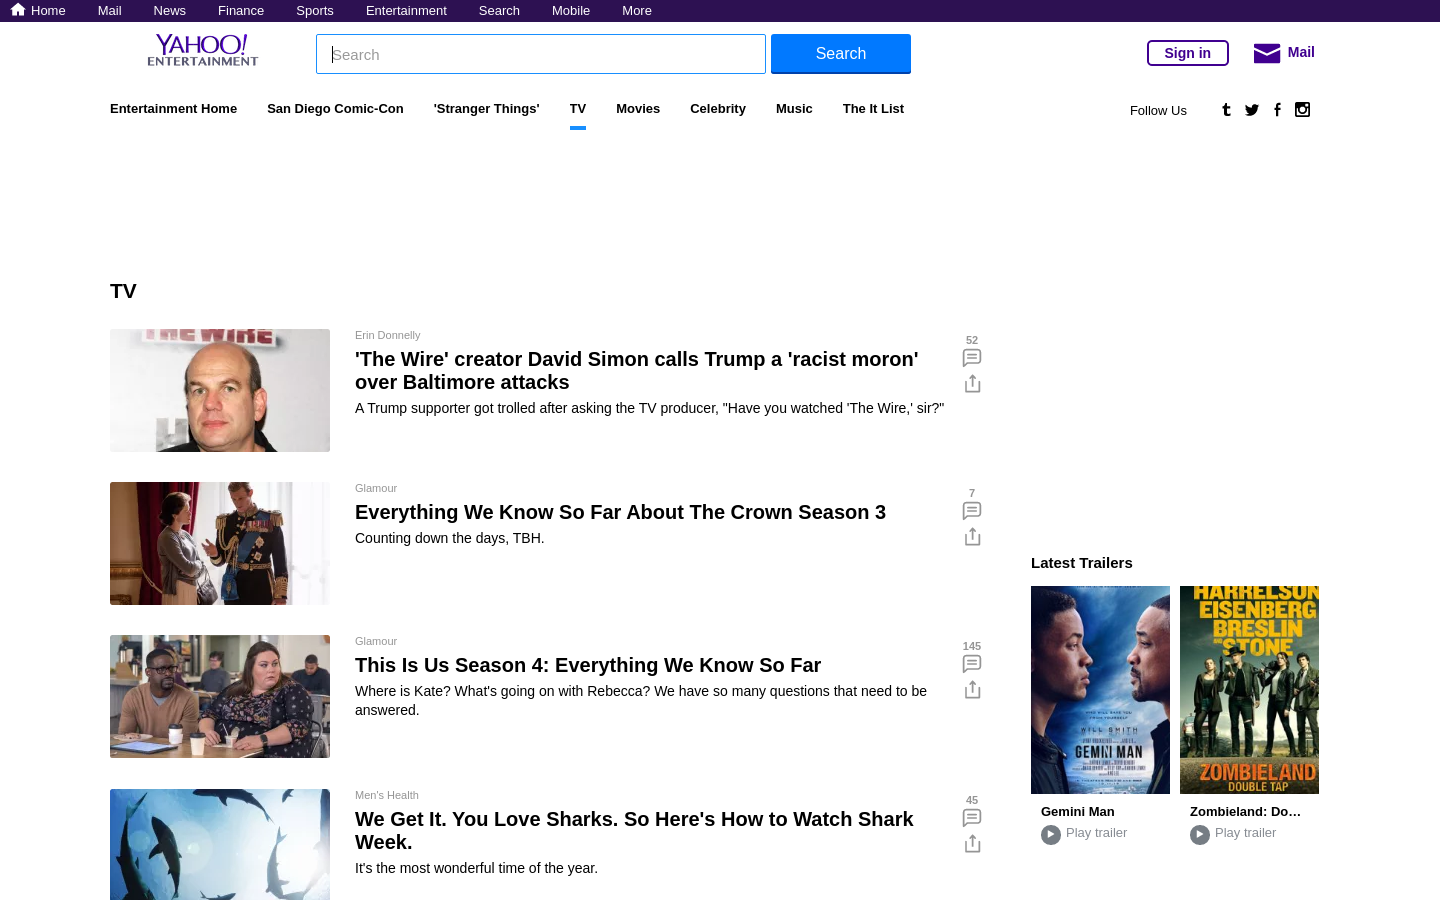 Home Mail News Finance Sports Entertainment Search Mobile More
YAHOO!
ENTERTAINMENT
Search
Search
Sign in
Mail
Entertainment Home San Diego Comic-Con 'Stranger Things' TV Movies Celebrity Music The It List
Follow Us
TV
THE WIRE
Erin Donnelly
'The Wire' creator David Simon calls Trump a 'racist moron'
over Baltimore attacks
A Trump supporter got trolled after asking the TV producer, "Have you watched 'The Wire,' sir?"
52
Glamour
Everything We Know So Far About The Crown Season 3
Counting down the days, TBH.
7
Glamour
This Is Us Season 4: Everything We Know So Far
Where is Kate? What's going on with Rebecca? We have so many questions that need to be
answered.
145
Men's Health
We Get It. You Love Sharks. So Here's How to Watch Shark
Week.
It's the most wonderful time of the year.
45
Latest Trailers
WHO WILL SAVE YOU
FROM YOURSELF
WILL SMITH
GEMINI MAN
HARRELSON
EISENBERG
BRESLIN
AND
STONE
ZOMBIELAND
DOUBLE TAP
Gemini Man
Play trailer
Zombieland: Do…
Play trailer